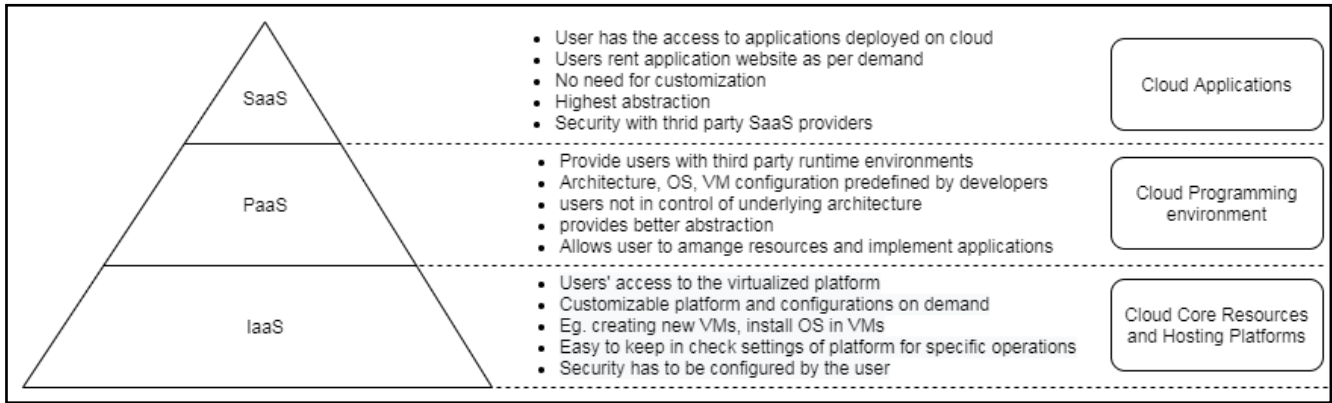 SaaS
• User has the access to applications deployed on cloud
• Users rent application website as per demand
• No need for customization
• Highest abstraction
• Security with thrid party SaaS providers
Cloud Applications
PaaS
• Provide users with third party runtime environments
• Architecture, OS, VM configuration predefined by developers
• users not in control of underlying architecture
• provides better abstraction
• Allows user to amange resources and implement applications
Cloud Programming
environment
IaaS
• Users' access to the virtualized platform
• Customizable platform and configurations on demand
• Eg. creating new VMs, install OS in VMs
• Easy to keep in check settings of platform for specific operations
• Security has to be configured by the user
Cloud Core Resources
and Hosting Platforms